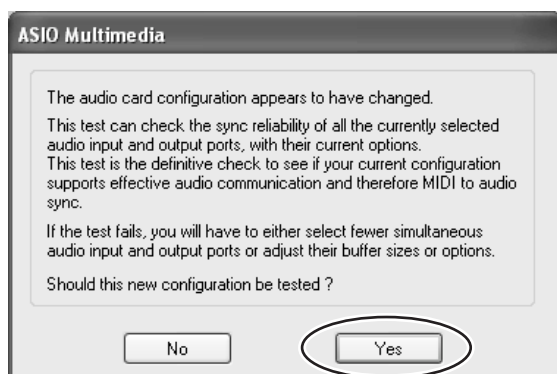 ASIO Multimedia
The audio card configuration appears to have changed.
This test can check the sync reliability of all the currently selected
audio input and output ports, with their current options.
This test is the definitive check to see if your current configuration
supports effective audio communication and therefore MIDI to audio
sync.
If the test fails, you will have to either select fewer simultaneous
audio input and output ports or adjust their buffer sizes or options.
Should this new configuration be tested ?
No
Yes